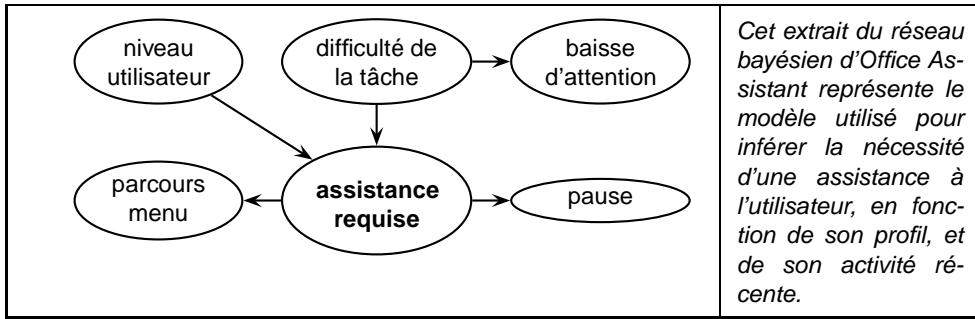 niveau
utilisateur
difficulté de
la tâche
baisse
d'attention
parcours
menu
assistance
requise
pause
Cet extrait du réseau
bayésien d'Office As-
sistant représente le
modèle utilisé pour
inférer la nécessité
d'une assistance à
l'utilisateur, en fonc-
tion de son profil, et
de son activité ré-
cente.